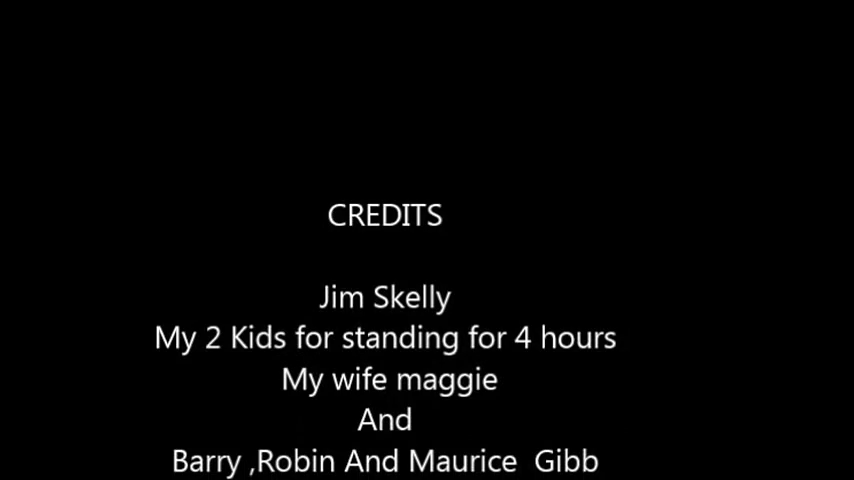 CREDITS
Jim Skelly
My 2 Kids for standing for 4 hours
My wife maggie
And
Barry ,Robin And Maurice  Gibb